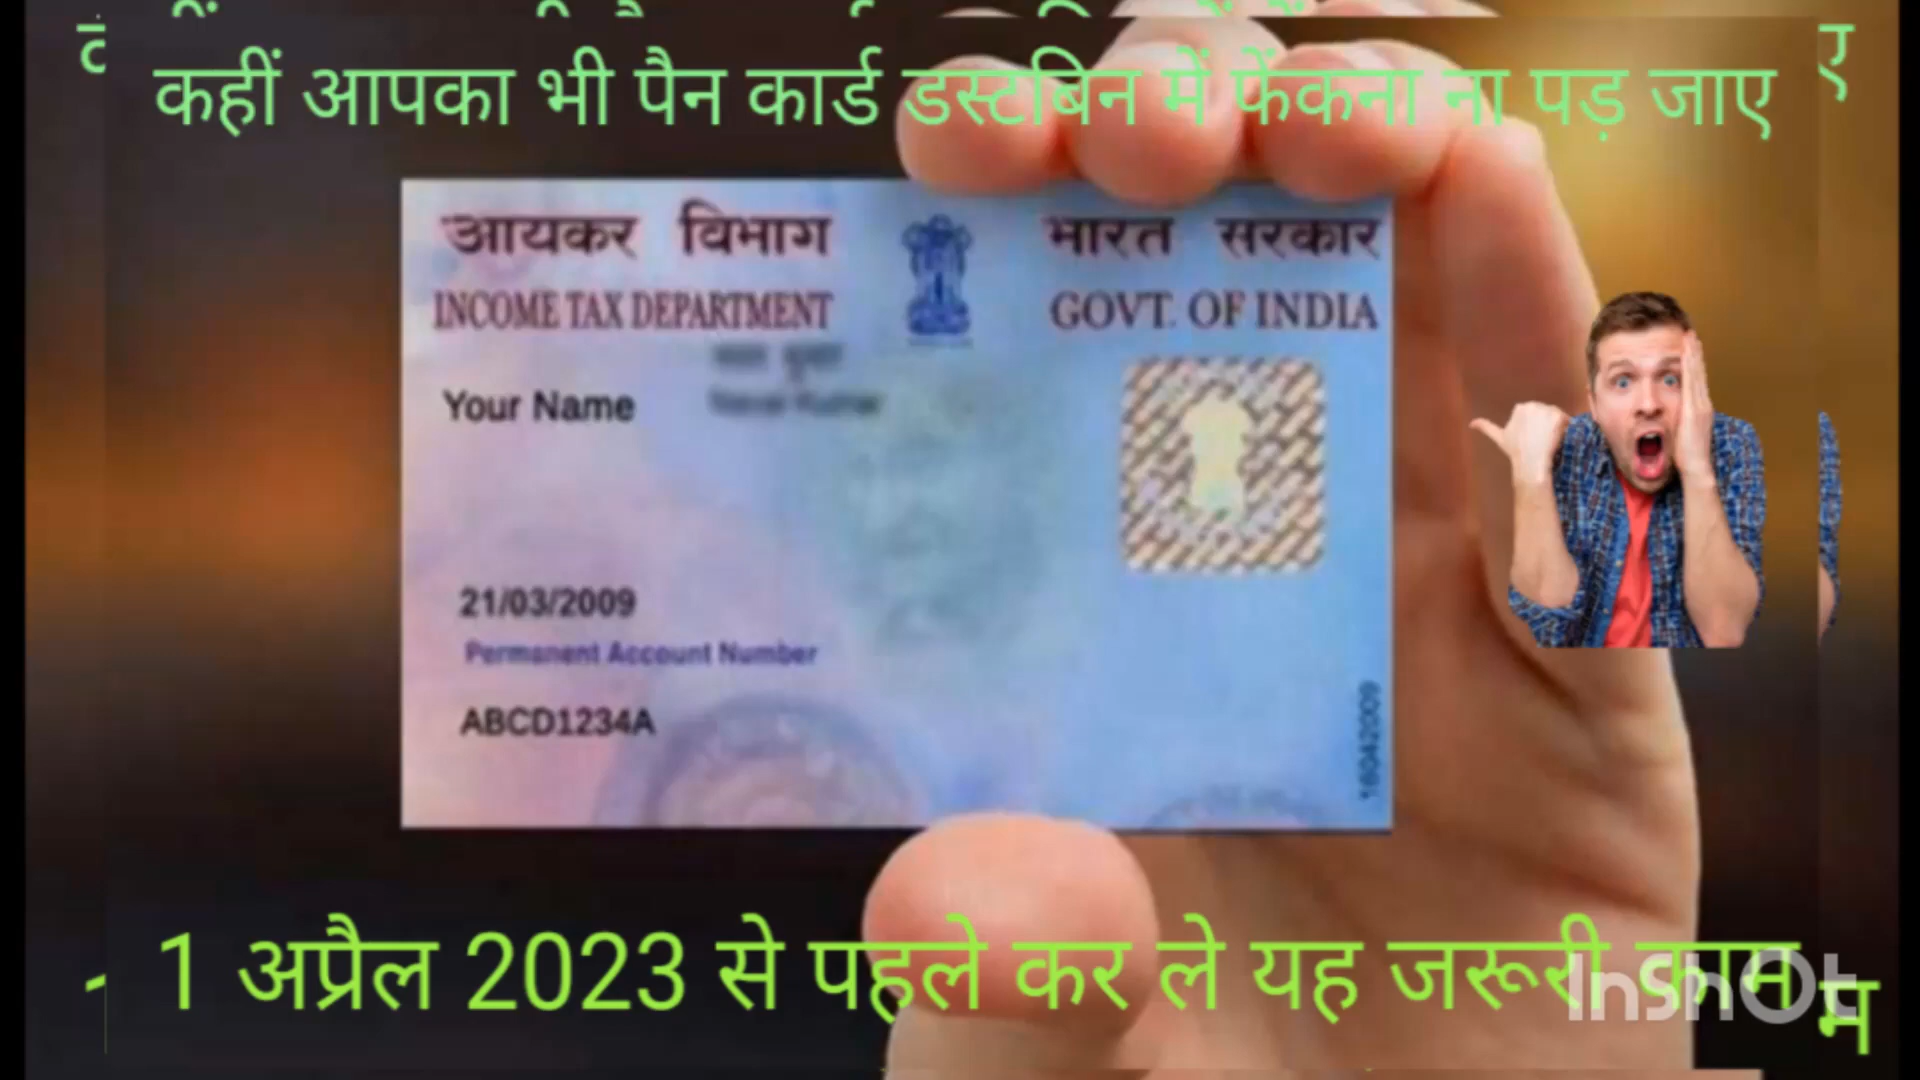 कहीं आपका भी पैन कार्ड डस्टबिन में फेंकना ना पड़ जाए
आयकर विभाग
भारत सरकार
INCOME TAX DEPARTMENT
GOVT. OF INDIA
Your Name
21/03/2009
Permanent Account Number
ABCD1234A
16042009
1 अप्रैल 2023 से पहले कर ले यह जरूरी काम
InShOt